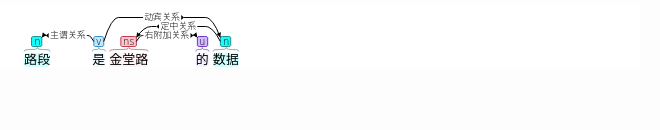 动宾关系
定中关系
主谓关系 右附加关系
n v ns u n
路段 是 金堂路 的 数据